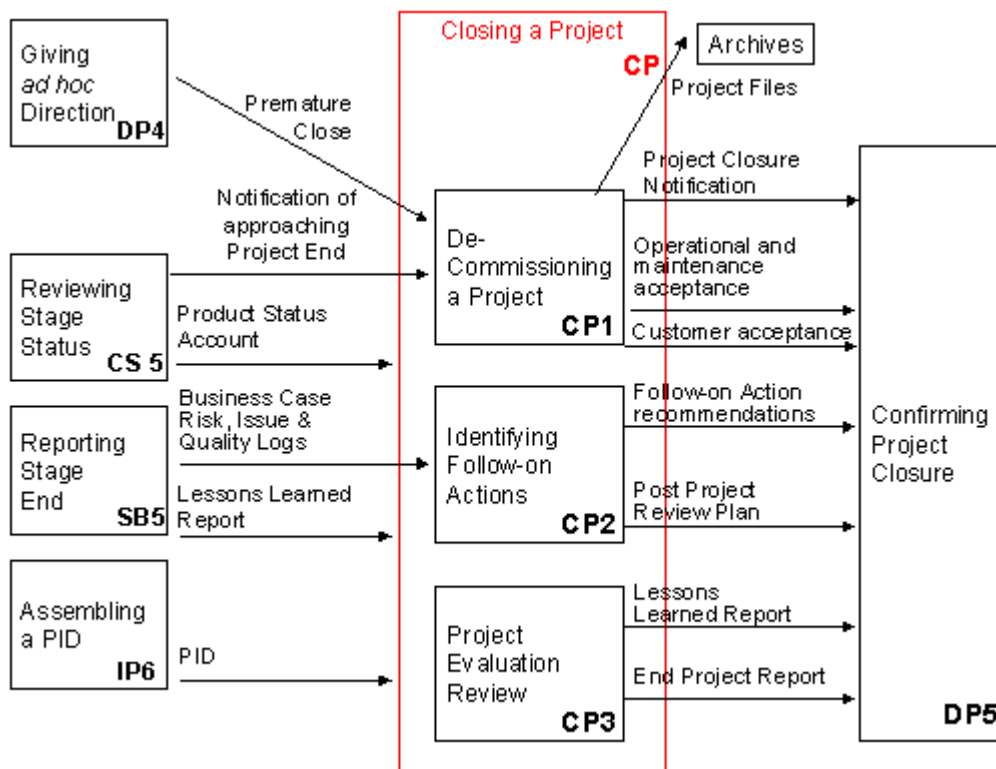 Closing a Project
CP
Archives
Project Files
Giving
ad hoc
Direction
DP4
Premature
Close
Notification of
approaching
Project End
Reviewing
Stage
Status
CS 5
Product Status
Account
Business Case
Risk, Issue &
Quality Logs
Reporting
Stage
End
SB5
Lessons Learned
Report
Assembling
a PID
IP6
PID
De-
Commissioning
a Project
CP1
Identifying
Follow-on
Actions
CP2
Project
Evaluation
Review
CP3
Project Closure
Notification
Operational and
maintenance
acceptance
Customer acceptance
Follow-on Action
recommendations
Post Project
Review Plan
Lessons
Learned Report
End Project Report
Confirming
Project
Closure
DP5